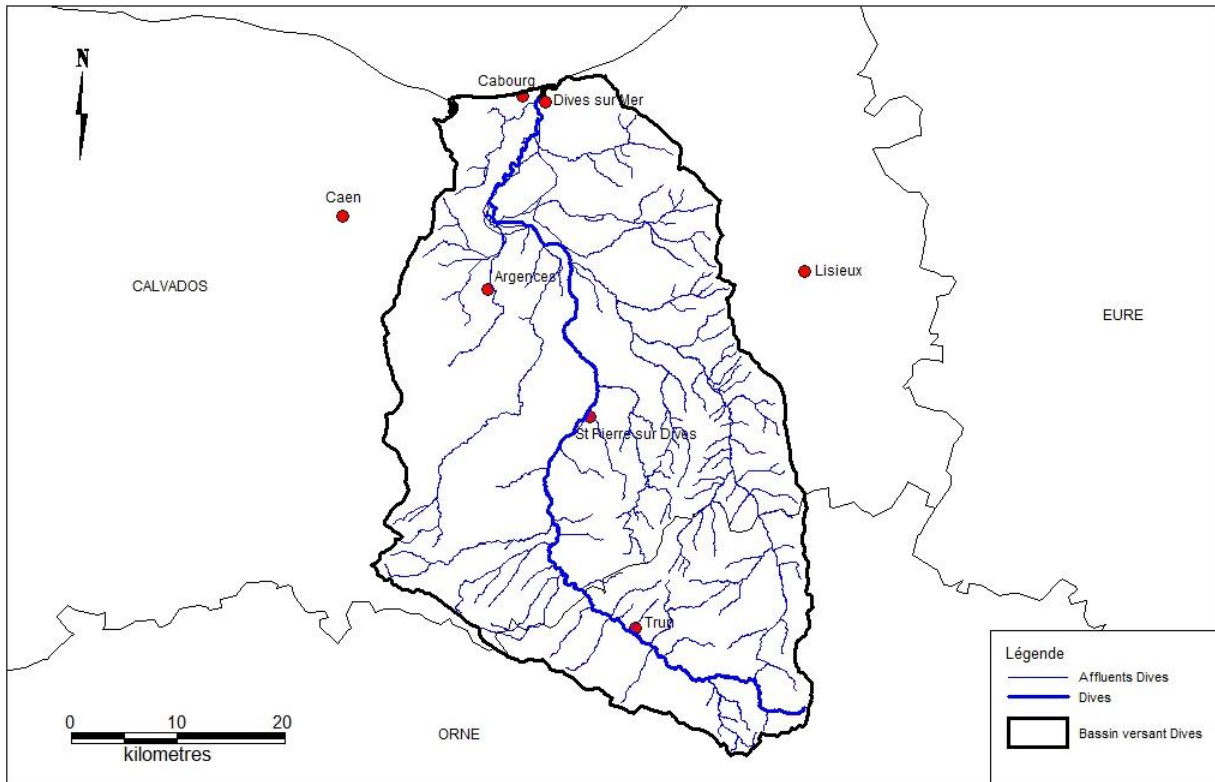 N
Cabourg
Dives sur Mer
Caen
Lisieux
Argences
CALVADOS
EURE
St Pierre sur Dives
Trun
ORNE
0 10 20
kilometres
Légende
Affluents Dives
Dives
Bassin versant Dives